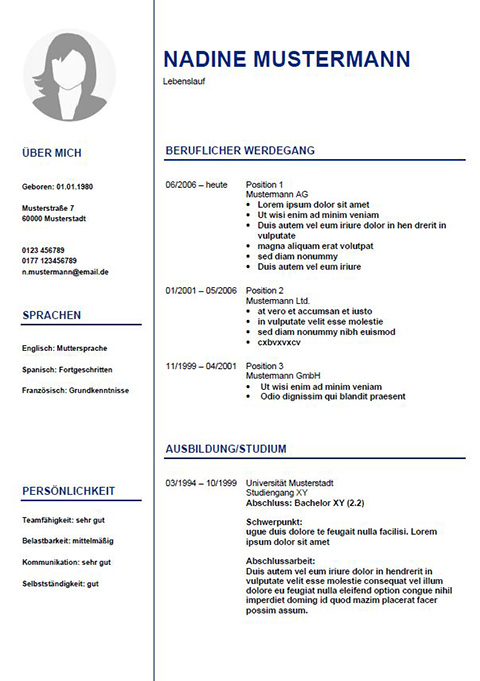 NADINE MUSTERMANN
Lebenslauf
ÜBER MICH
Geboren: 01.01.1980
Musterstraße 7
60000 Musterstadt
0123 456789
0177 123456789
n.mustermann@email.de
SPRACHEN
Englisch: Muttersprache
Spanisch: Fortgeschritten
Französisch: Grundkenntnisse
PERSÖNLICHKEIT
Teamfähigkeit: sehr gut
Belastbarkeit: mittelmäßig
Kommunikation: sehr gut
Selbstständigkeit: gut
BERUFLICHER WERDEGANG
06/2006 – heute Position 1
Mustermann AG
• Lorem ipsum dolor sit amet
• Ut wisi enim ad minim veniam
• Duis autem vel eum iriure dolor in hen drerit in
vulputate
• magna aliquam erat volutpat
• sed diam nonummy
• Duis autem vel eum iriure
01/2001 – 05/2006 Position 2
Mustermann Ltd.
• at vero et accumsan et iusto
• in vulputate velit esse molestie
• sed diam nonummy nibh euismod
• cxbvxvxcv
11/1999 – 04/2001 Position 3
Mustermann GmbH
• Ut wisi enim ad minim veniam
• Odio dignissim qui blandit praesent
AUSBILDUNG/STUDIUM
03/1994 – 10/1999 Universität Musterstadt
Studiengang XY
Abschluss: Bachelor XY (2.2)
Schwerpunkt:
ugue duis dolore te feugait nulla facilisi. Lorem
ipsum dolor sit amet
Abschlussarbeit:
Duis autem vel eum iriure dolor in hendrerit in
vulputate velit esse molestie consequat vel illum
dolore eu feugiat nulla eleifend option congue nihil
imperdiet doming id quod mazim placerat facer
possim assum.